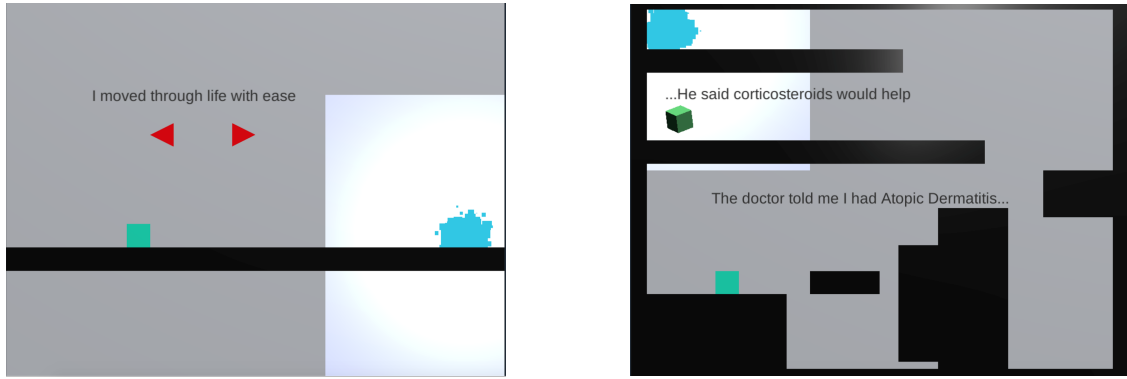 I moved through life with ease
...He said corticosteroids would help
The doctor told me I had Atopic Dermatitis...